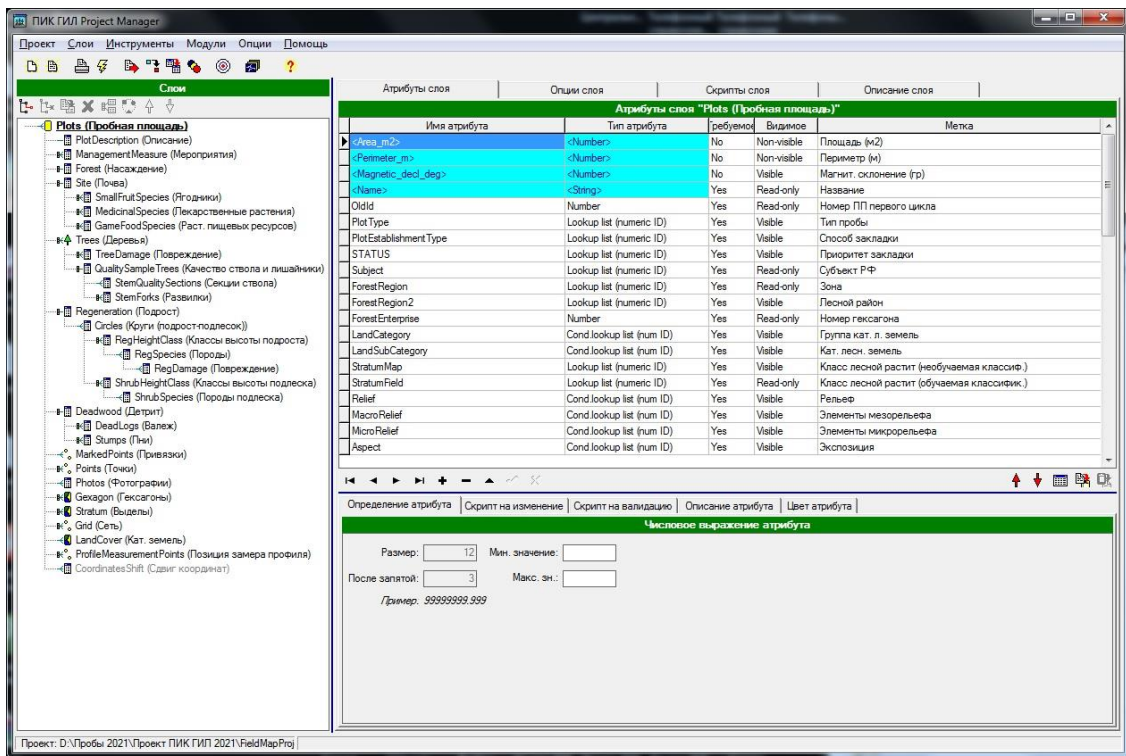 ПИК ГИЛ Project Manager
Проект Слои Инструменты Модули Опции Помощь
Слои
Plots (Пробная площадь)
PlotDescription (Описание)
ManagementMeasure (Мероприятия)
Forest (Насаждение)
Site (Почва)
SmallFruitSpecies (Ягодники)
MedicinalSpecies (Лекарственные растения)
GameFoodSpecies (Раст. пищевых ресурсов)
Trees (Деревья)
TreeDamage (Повреждение)
QualitySampleTrees (Качество ствола и лишайники)
StemQualitySections (Секции ствола)
StemForks (Развилки)
Regeneration (Подрост)
Circles (Круги (подрост-подлесок))
RegHeightClass (Классы высоты подроста)
RegSpecies (Породы)
RegDamage (Повреждение)
ShrubHeightClass (Классы высоты подлеска)
ShrubSpecies (Породы подлеска)
Deadwood (Детрит)
DeadLogs (Валеж)
Stumps (Пни)
MarkedPoints (Привязки)
Points (Точки)
Photos (Фотографии)
Gexagon (Гексагоны)
Stratum (Выделы)
Grid (Сеть)
LandCover (Кат. земель)
ProfileMeasurementPoints (Позиция замера профиля)
CoordinatesShift (Сдвиг координат)
Атрибуты слоя Опции слоя Скрипты слоя Описание слоя
Атрибуты слоя "Plots (Пробная площадь)"
Имя атрибута Тип атрибута Требуемое Видимое Метка
<Area_m2> <Number> No Non-visible Площадь (м2)
<Perimeter_m> <Number> No Non-visible Периметр (м)
<Magnetic_decl_deg> <Number> No Visible Магнит. склонение (гр)
<Name> <String> Yes Read-only Название
OldId Number Yes Read-only Номер ПП первого цикла
PlotType Lookup list (numeric ID) Yes Visible Тип пробы
PlotEstablishmentType Lookup list (numeric ID) Yes Visible Способ закладки
STATUS Lookup list (numeric ID) Yes Visible Приоритет закладки
Subject Lookup list (numeric ID) Yes Read-only Субъект РФ
ForestRegion Lookup list (numeric ID) Yes Read-only Зона
ForestRegion2 Lookup list (numeric ID) Yes Visible Лесной район
ForestEnterprise Number Yes Read-only Номер гексагона
LandCategory Cond.lookup list (num ID) Yes Visible Группа кат. л. земель
LandSubCategory Cond.lookup list (num ID) Yes Visible Кат. лесн. земель
StratumMap Lookup list (numeric ID) Yes Visible Класс лесной растит (необучаемая классиф.)
StratumField Lookup list (numeric ID) Yes Read-only Класс лесной растит (обучаемая классифик.)
Relief Cond.lookup list (num ID) Yes Visible Рельеф
MacroRelief Cond.lookup list (num ID) Yes Visible Элементы мезорельефа
MicroRelief Cond.lookup list (num ID) Yes Visible Элементы микрорельефа
Aspect Cond.lookup list (num ID) Yes Visible Экспозиция
Определение атрибута Скрипт на изменение Скрипт на валидацию Описание атрибута Цвет атрибута
Числовое выражение атрибута
Размер: 12 Мин. значение:
После запятой: 3 Макс. зн.:
Пример. 99999999.999
Проект: D:\Пробы 2021\Проект ПИК ГИЛ 2021\FieldMapProj